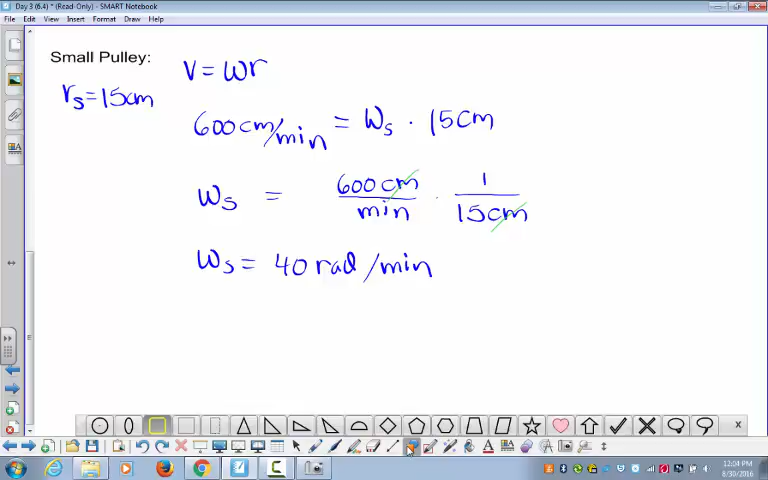 Day 3 (6.4) * (Read-Only) - SMART Notebook
File Edit View Insert Format Draw Help
Small Pulley:
rs = 15cm
V = ωr
600cm/min = ωs · 15cm
ωs = 600cm/min · 1/15cm
ωs = 40 rad/min
12:04 PM
8/30/2016